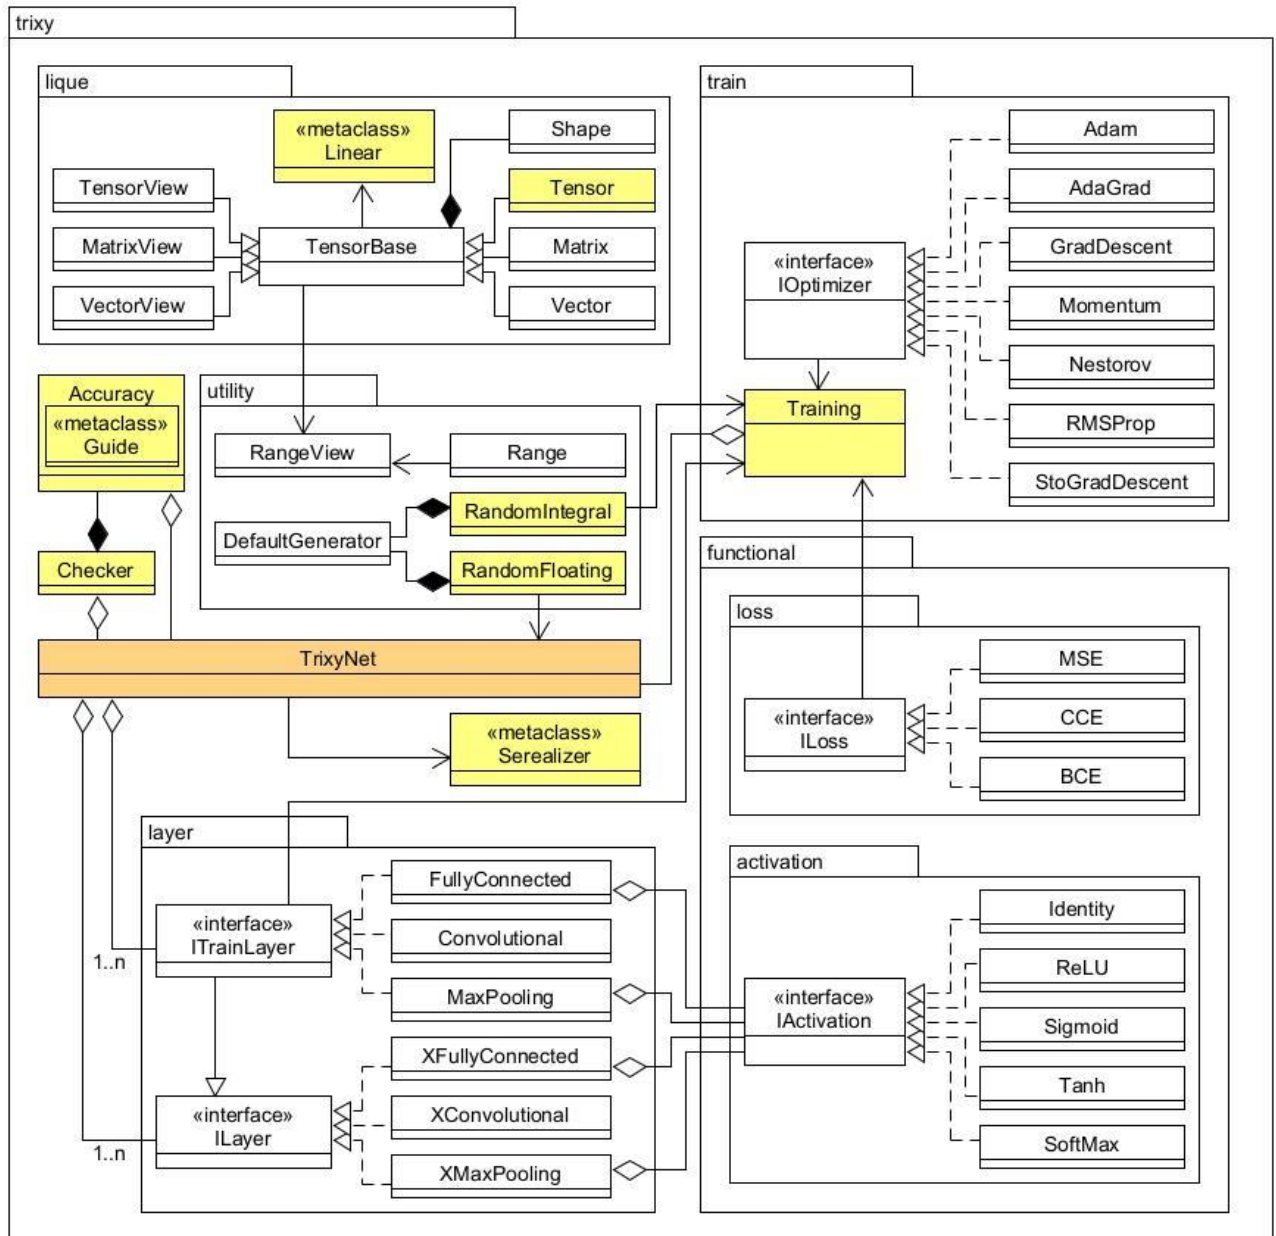 trixy
lique
«metaclass»
Linear
Shape
TensorView
Tensor
MatrixView
TensorBase
Matrix
VectorView
Vector
train
Adam
AdaGrad
«interface»
IOptimizer
GradDescent
Momentum
Nestorov
Training
RMSProp
StoGradDescent
Accuracy
«metaclass»
Guide
Checker
utility
RangeView
Range
RandomIntegral
DefaultGenerator
RandomFloating
TrixyNet
«metaclass»
Serealizer
functional
loss
MSE
«interface»
ILoss
CCE
BCE
layer
FullyConnected
«interface»
ITrainLayer
Convolutional
1..n
MaxPooling
XFullyConnected
«interface»
ILayer
XConvolutional
1..n
XMaxPooling
activation
Identity
ReLU
«interface»
IActivation
Sigmoid
Tanh
SoftMax